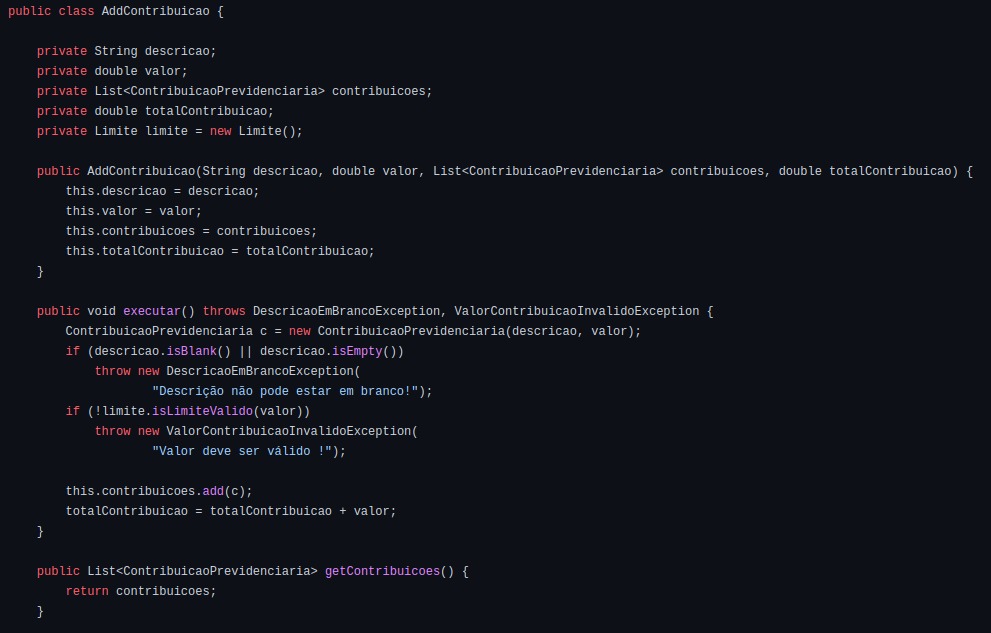 public class AddContribuicao {
private String descricao;
private double valor;
private List<ContribuicaoPrevidenciaria> contribuicoes;
private double totalContribuicao;
private Limite limite = new Limite();
public AddContribuicao(String descricao, double valor, List<ContribuicaoPrevidenciaria> contribuicoes, double totalContribuicao) {
this.descricao = descricao;
this.valor = valor;
this.contribuicoes = contribuicoes;
this.totalContribuicao = totalContribuicao;
}
public void executar() throws DescricaoEmBrancoException, ValorContribuicaoInvalidoException {
ContribuicaoPrevidenciaria c = new ContribuicaoPrevidenciaria(descricao, valor);
if (descricao.isBlank() || descricao.isEmpty())
throw new DescricaoEmBrancoException(
"Descrição não pode estar em branco!");
if (!limite.isLimiteValido(valor))
throw new ValorContribuicaoInvalidoException(
"Valor deve ser válido !");
this.contribuicoes.add(c);
totalContribuicao = totalContribuicao + valor;
}
public List<ContribuicaoPrevidenciaria> getContribuicoes() {
return contribuicoes;
}